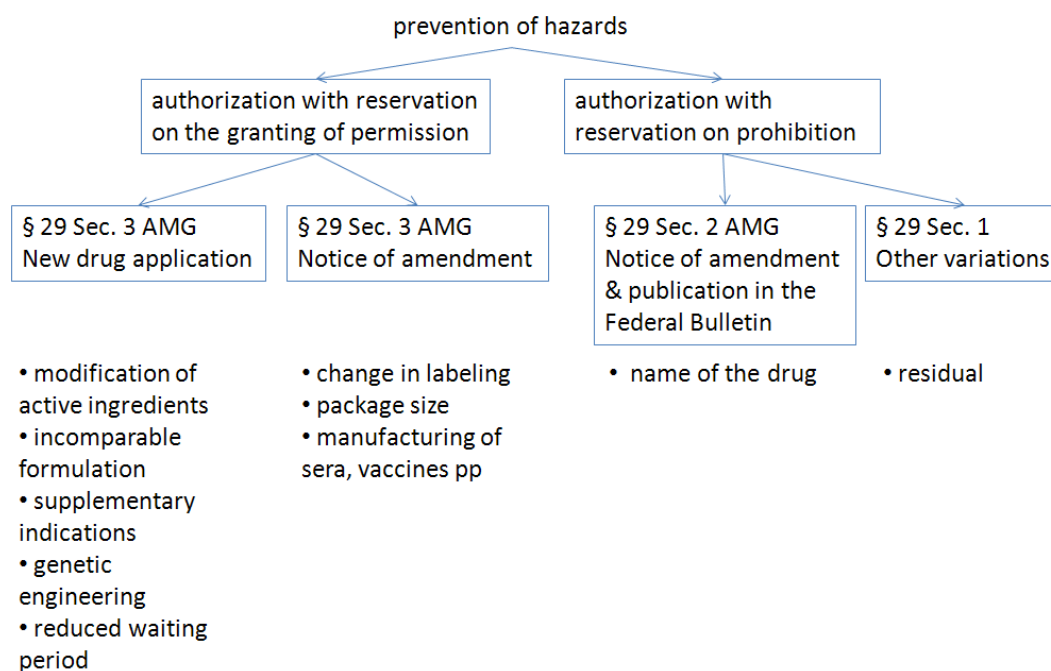 prevention of hazards
authorization with reservation
on the granting of permission
authorization with
reservation on prohibition
§ 29 Sec. 3 AMG
New drug application
§ 29 Sec. 3 AMG
Notice of amendment
§ 29 Sec. 2 AMG
Notice of amendment
& publication in the
Federal Bulletin
§ 29 Sec. 1
Other variations
• modification of
active ingredients
• incomparable
formulation
• supplementary
indications
• genetic
engineering
• reduced waiting
period
• change in labeling
• package size
• manufacturing of
sera, vaccines pp
• name of the drug
• residual